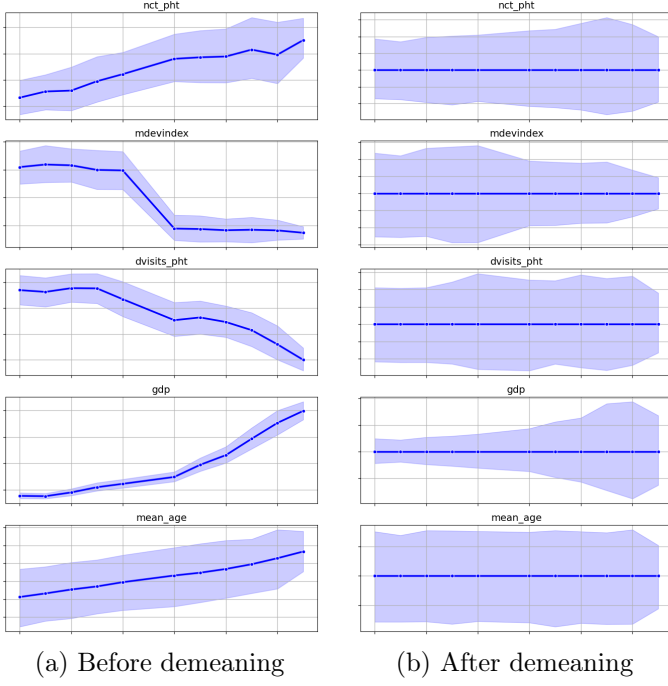 nct_pht
nct_pht
mdevindex
mdevindex
dvisits_pht
dvisits_pht
gdp
gdp
mean_age
mean_age
(a) Before demeaning
(b) After demeaning